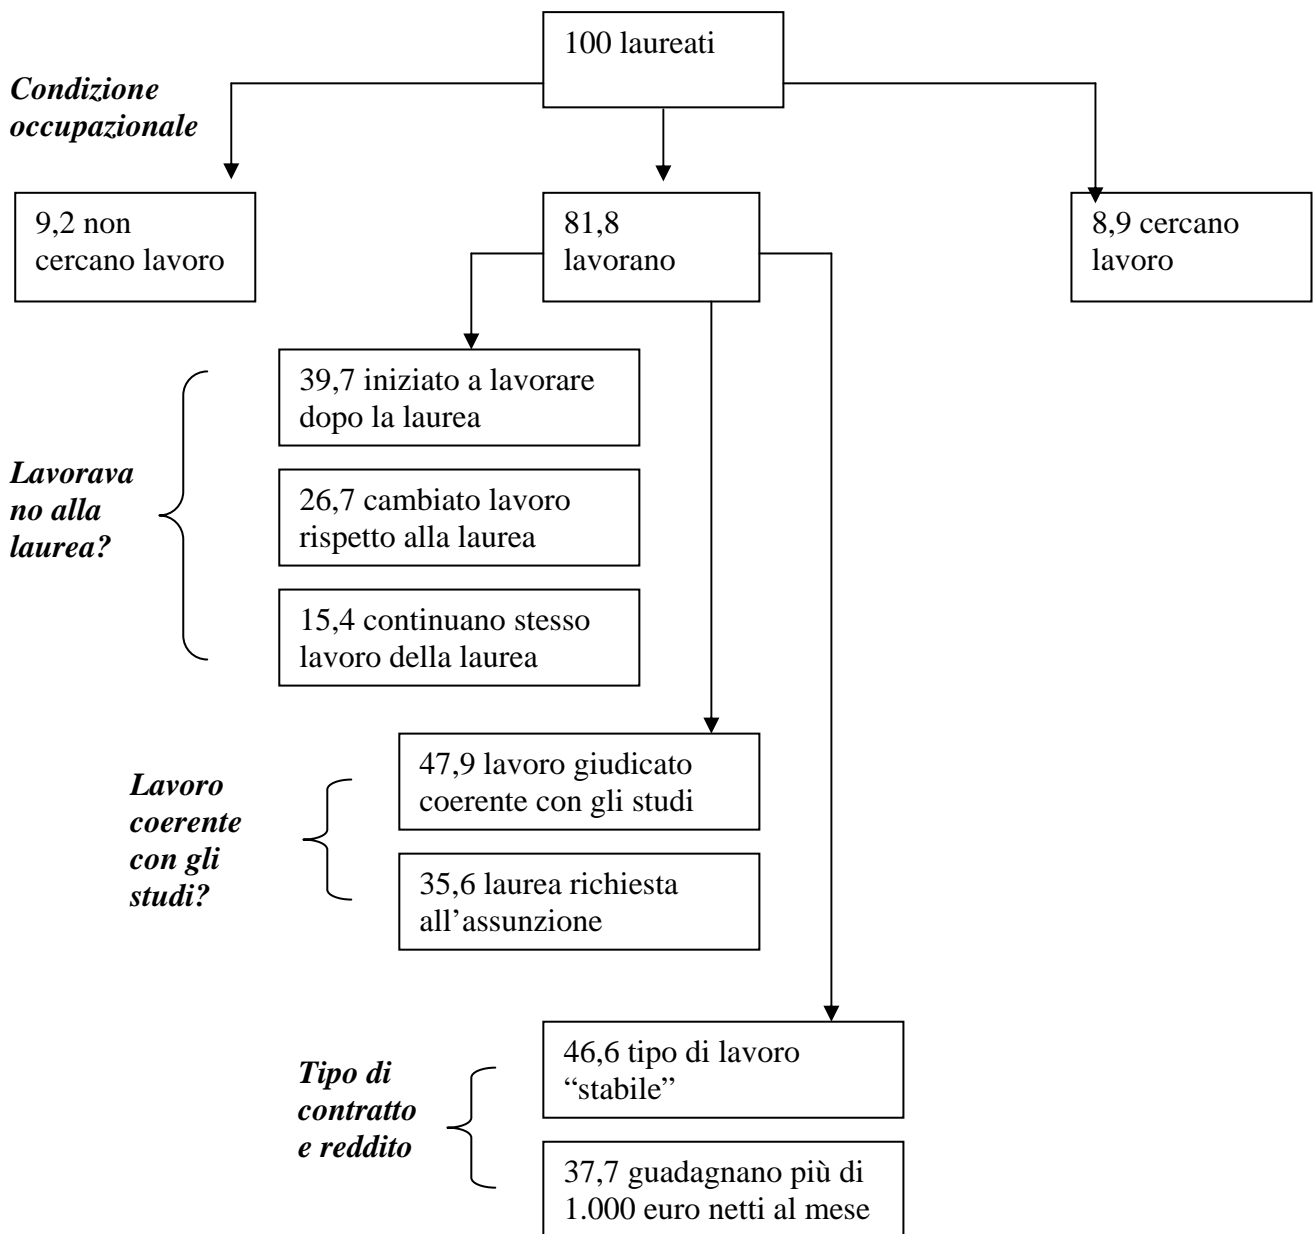 100 laureati
Condizione
occupazionale
9,2 non
cercano lavoro
81,8
lavorano
8,9 cercano
lavoro
39,7 iniziato a lavorare
dopo la laurea
Lavorava
no alla
laurea?
26,7 cambiato lavoro
rispetto alla laurea
15,4 continuano stesso
lavoro della laurea
Lavoro
coerente
con gli
studi?
47,9 lavoro giudicato
coerente con gli studi
35,6 laurea richiesta
all’assunzione
Tipo di
contratto
e reddito
46,6 tipo di lavoro
“stabile”
37,7 guadagnano più di
1.000 euro netti al mese